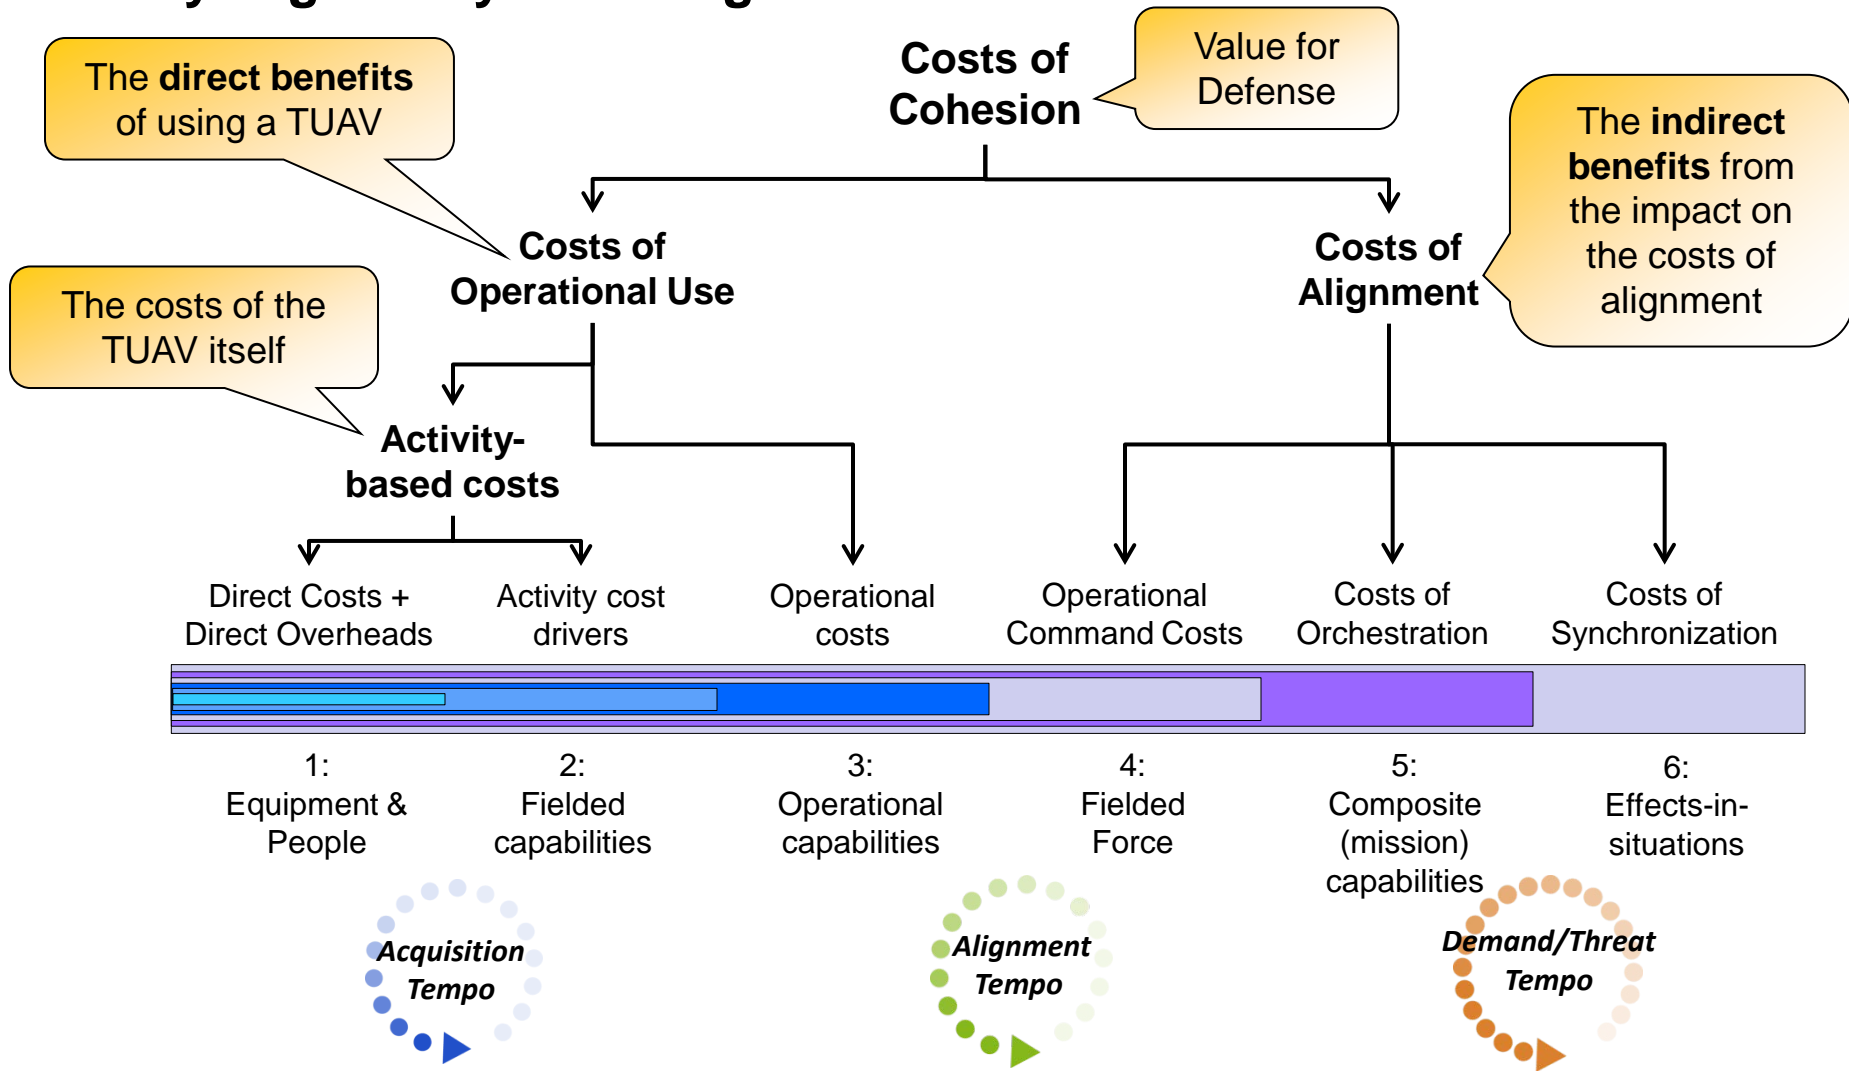 Value for
Defense
Costs of
Cohesion
The direct benefits
of using a TUAV
The indirect
benefits from
the impact on
the costs of
alignment
Costs of
Operational Use
Costs of
Alignment
The costs of the
TUAV itself
Activity-
based costs
Direct Costs +
Direct Overheads
Activity cost
drivers
Operational
costs
Operational
Command Costs
Costs of
Orchestration
Costs of
Synchronization
1:
Equipment &
People
2:
Fielded
capabilities
3:
Operational
capabilities
4:
Fielded
Force
5:
Composite
(mission)
capabilities
6:
Effects-in-
situations
Acquisition
Tempo
Alignment
Tempo
Demand/Threat
Tempo